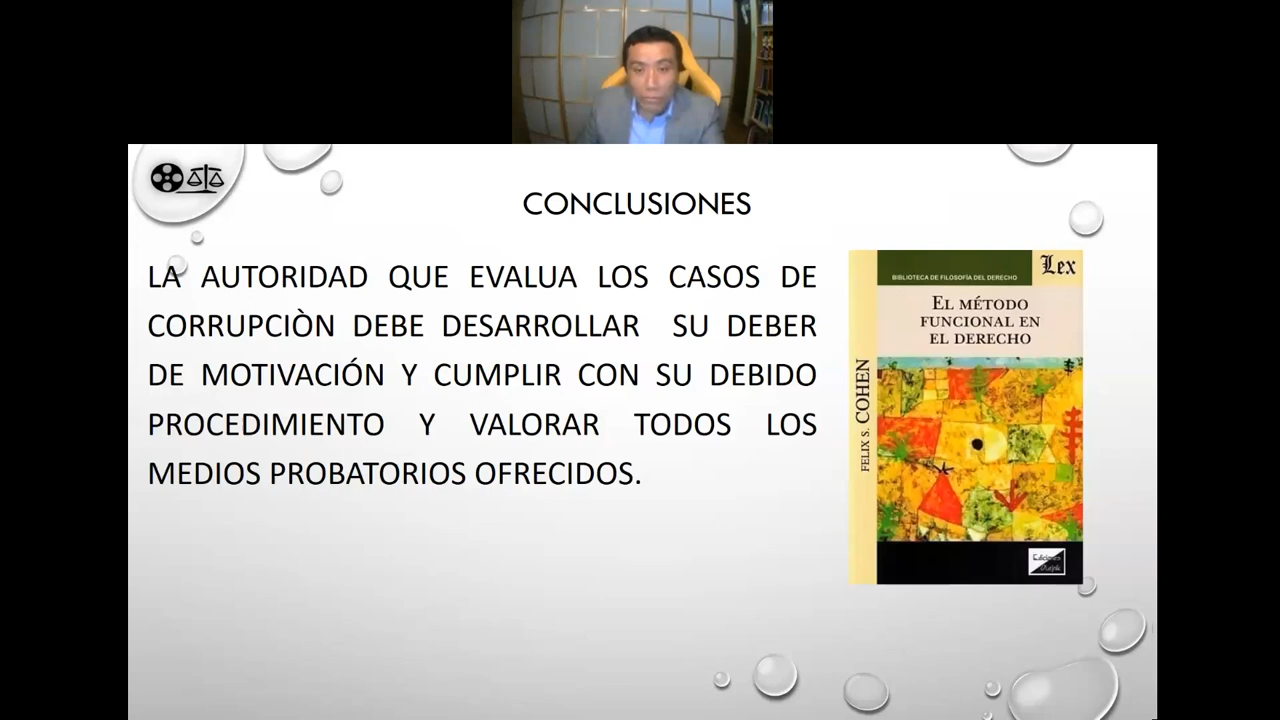 CONCLUSIONES
LA AUTORIDAD QUE EVALUA LOS CASOS DE
CORRUPCIÒN DEBE DESARROLLAR SU DEBER
DE MOTIVACIÓN Y CUMPLIR CON SU DEBIDO
PROCEDIMIENTO Y VALORAR TODOS LOS
MEDIOS PROBATORIOS OFRECIDOS.
BIBLIOTECA DE FILOSOFÍA DEL DERECHO
Lex
EL MÉTODO
FUNCIONAL EN
EL DERECHO
FELIX S. COHEN
Ediciones
Olejnik